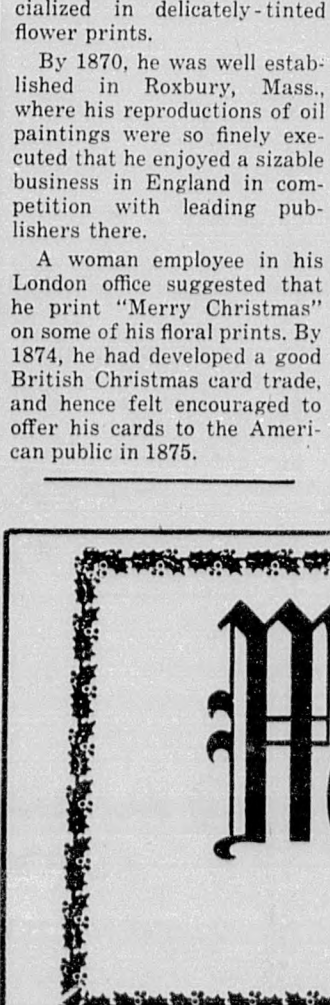 cialized in delicately-tinted
flower prints.
By 1870, he was well estab-
lished in Roxbury, Mass.,
where his reproductions of oil
paintings were so finely exe-
cuted that he enjoyed a sizable
business in England in com-
petition with leading pub-
lishers there.
A woman employee in his
London office suggested that
he print "Merry Christmas"
on some of his floral prints. By
1874, he had developed a good
British Christmas card trade,
and hence felt encouraged to
offer his cards to the Ameri-
can public in 1875.
M